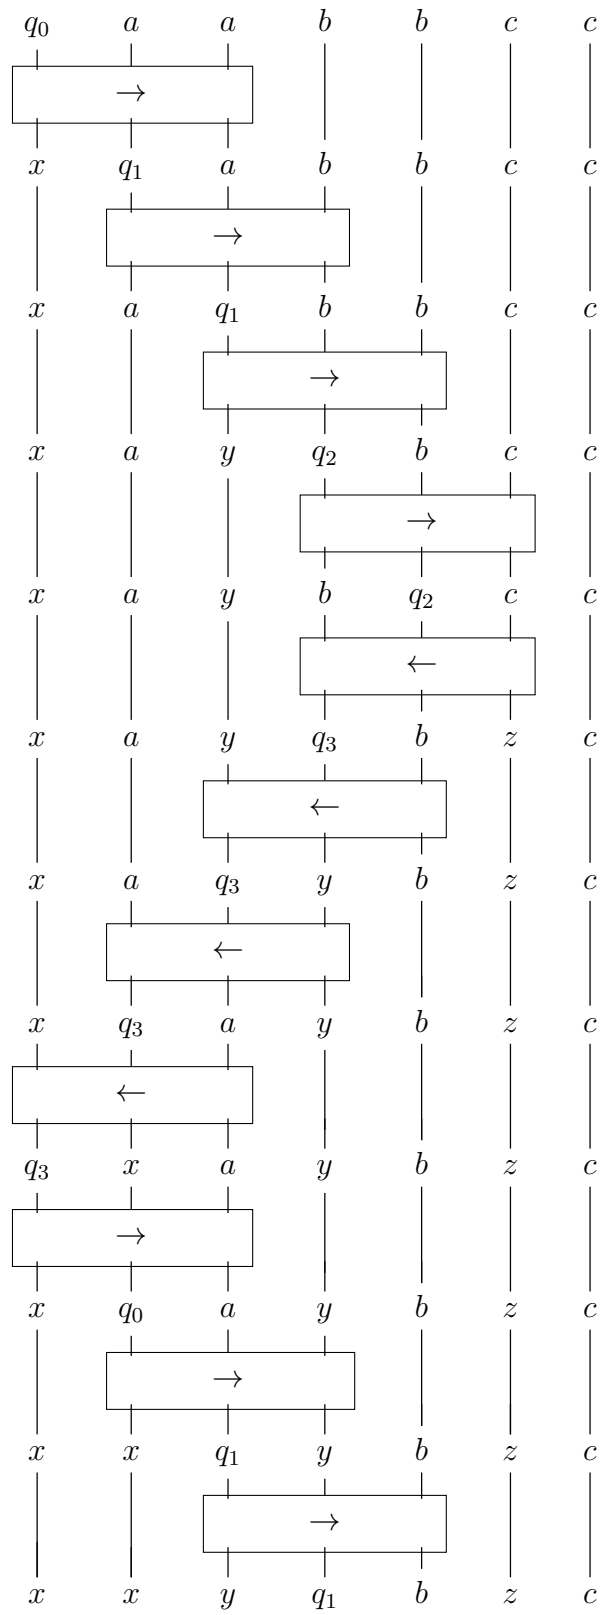 q₀ a a b b c c
→
x q₁ a b b c c
→
x a q₁ b b c c
→
x a y q₂ b c c
→
x a y b q₂ c c
←
x a y q₃ b z c
←
x a q₃ y b z c
←
x q₃ a y b z c
←
q₃ x a y b z c
→
x q₀ a y b z c
→
x x q₁ y b z c
→
x x y q₁ b z c